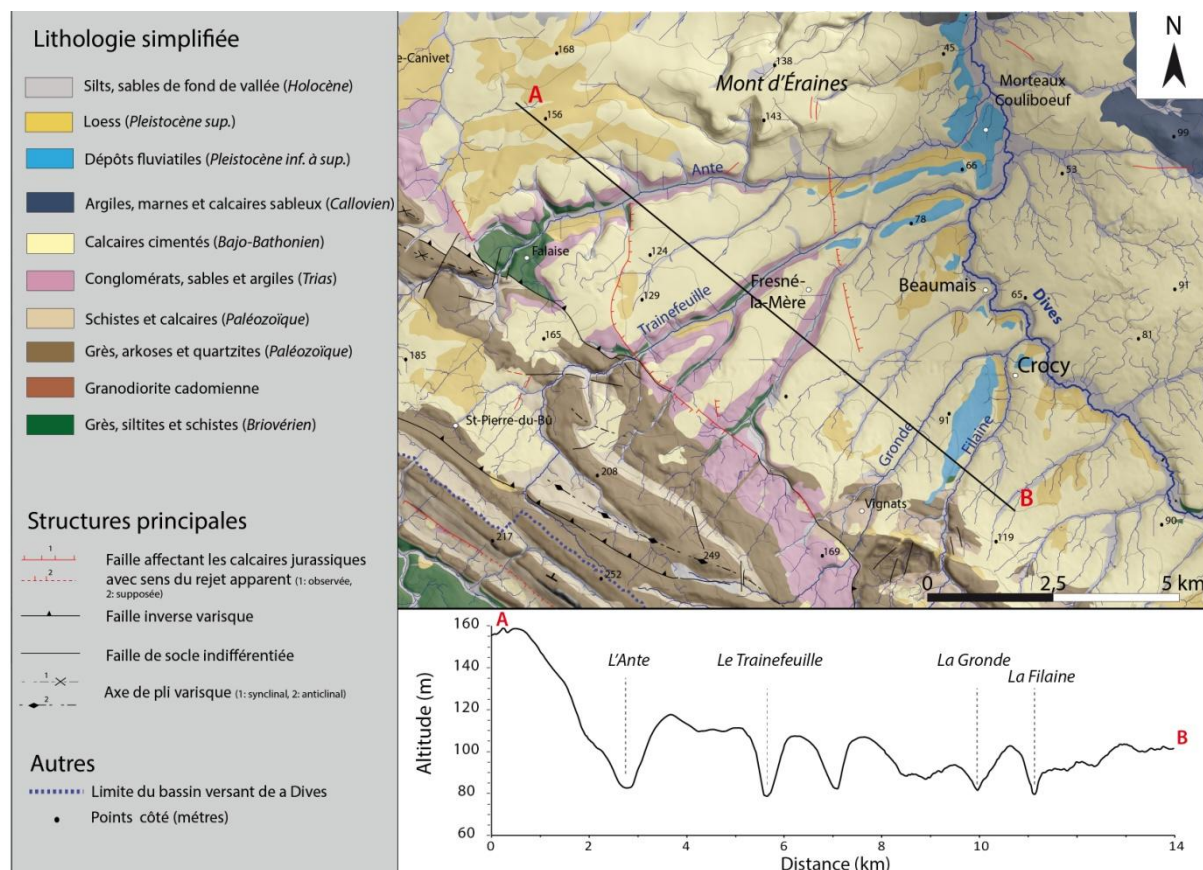 Lithologie simplifiée
Silts, sables de fond de vallée (Holocène)
Loess (Pleistocène sup.)
Dépôts fluviatiles (Pleistocène inf. à sup.)
Argiles, marnes et calcaires sableux (Callovien)
Calcaires cimentés (Bajo-Bathonien)
Conglomérats, sables et argiles (Trias)
Schistes et calcaires (Paléozoïque)
Grès, arkoses et quartzites (Paléozoïque)
Granodiorite cadomienne
Grès, siltites et schistes (Briovérien)
Structures principales
1
Faille affectant les calcaires jurassiques
2
avec sens du rejet apparent (1: observée,
2: supposée)
Faille inverse varisque
Faille de socle indifférentiée
1
Axe de pli varisque (1: synclinal, 2: anticlinal)
2
Autres
Limite du bassin versant de a Dives
Points côté (métres)
N
e-Canivet
168
138
45
Mont d'Éraines
Morteaux
Couliboeuf
A
156
143
99
Ante
66
53
78
Falaise
124
Fresné-
la-Mère
129
Beaumais
65
91
Trainefeuille
Dives
165
81
185
Crocy
St-Pierre-du-Bû
91
Gronde
Filaine
208
B
Vignats
217
249
169
119
90
252
0
2,5
5 km
160
A
L'Ante
Le Trainefeuille
La Gronde
La Filaine
140
120
100
80
60
B
Altitude (m)
0
2
4
6
8
10
12
14
Distance (km)